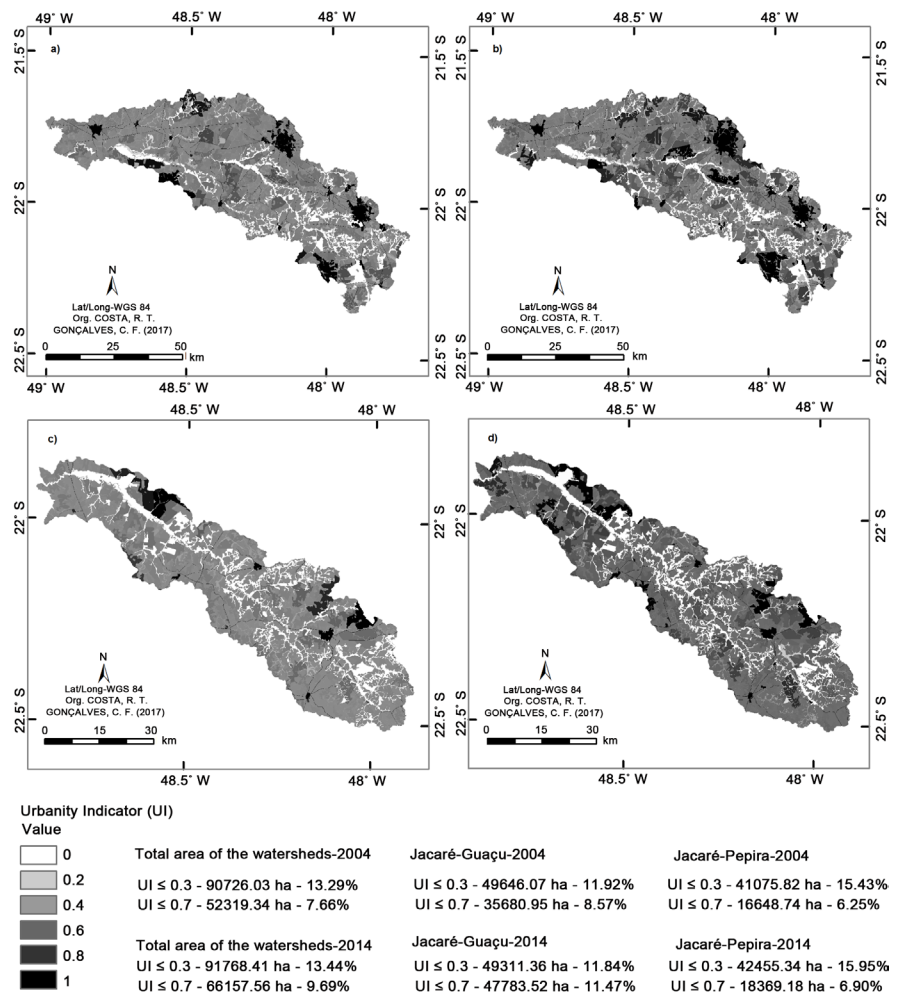 49° W 48.5° W 48° W
48.5° W 48° W
a)
b)
21.5° S
22° S
22.5° S
21.5° S
22° S
22.5° S
21.5° S
22° S
22.5° S
N
Lat/Long-WGS 84
Org. COSTA, R. T.
GONÇALVES, C. F. (2017)
0 25 50 km
N
Lat/Long-WGS 84
Org. COSTA, R. T.
GONÇALVES, C. F. (2017)
0 25 50 km
49° W 48.5° W 48° W
49° W 48.5° W 48° W
48.5° W 48° W
48.5° W 48° W
c)
d)
22° S
22.5° S
22° S
22.5° S
22° S
22.5° S
N
Lat/Long-WGS 84
Org. COSTA, R. T.
GONÇALVES, C. F. (2017)
0 15 30 km
N
Lat/Long-WGS 84
Org. COSTA, R. T.
GONÇALVES, C. F. (2017)
0 15 30 km
48.5° W 48° W
48.5° W 48° W
Urbanity Indicator (UI)
Value
0
0.2
0.4
0.6
0.8
1
Total area of the watersheds-2004
UI ≤ 0.3 - 90726.03 ha - 13.29%
UI ≤ 0.7 - 52319.34 ha - 7.66%
Jacaré-Guaçu-2004
UI ≤ 0.3 - 49646.07 ha - 11.92%
UI ≤ 0.7 - 35680.95 ha - 8.57%
Jacaré-Pepira-2004
UI ≤ 0.3 - 41075.82 ha - 15.43%
UI ≤ 0.7 - 16648.74 ha - 6.25%
Total area of the watersheds-2014
UI ≤ 0.3 - 91768.41 ha - 13.44%
UI ≤ 0.7 - 66157.56 ha - 9.69%
Jacaré-Guaçu-2014
UI ≤ 0.3 - 49311.36 ha - 11.84%
UI ≤ 0.7 - 47783.52 ha - 11.47%
Jacaré-Pepira-2014
UI ≤ 0.3 - 42455.34 ha - 15.95%
UI ≤ 0.7 - 18369.18 ha - 6.90%